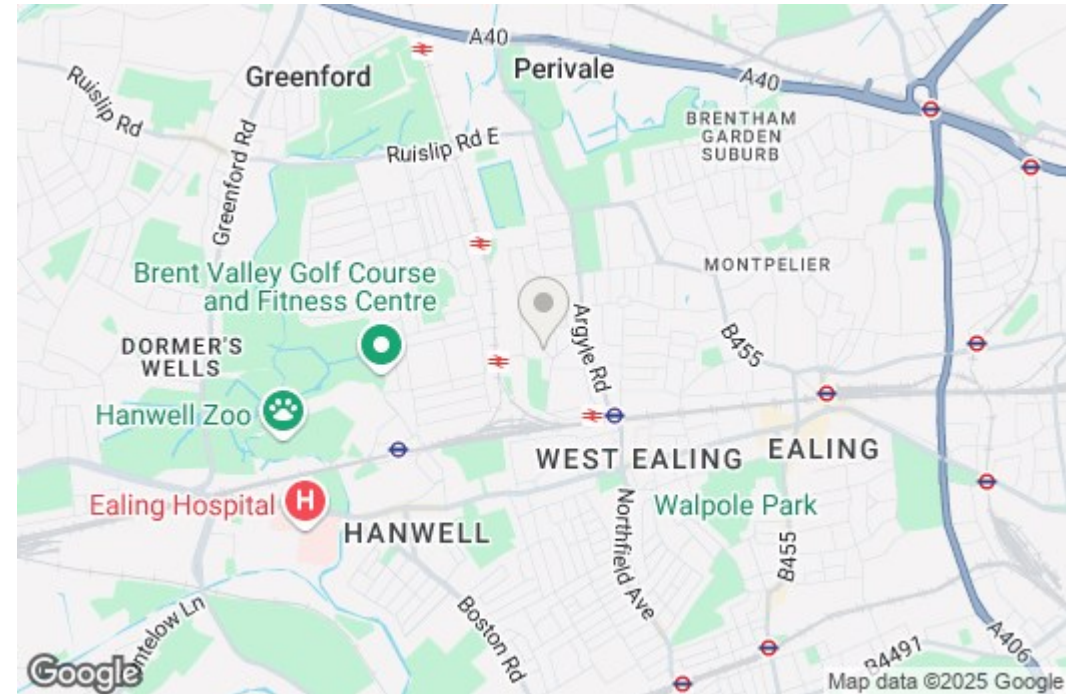 A40
Greenford
Perivale
A40
Ruislip Rd
BRENTHAM
GARDEN
SUBURB
Ruislip Rd E
Greenford Rd
Brent Valley Golf Course
and Fitness Centre
MONTPELIER
Argyle Rd
B455
DORMER'S
WELLS
Hanwell Zoo
WEST EALING
EALING
Ealing Hospital
H
Walpole Park
HANWELL
Northfield Ave
B455
Boston Rd
A406
B4491
Google
Map data ©2025 Google